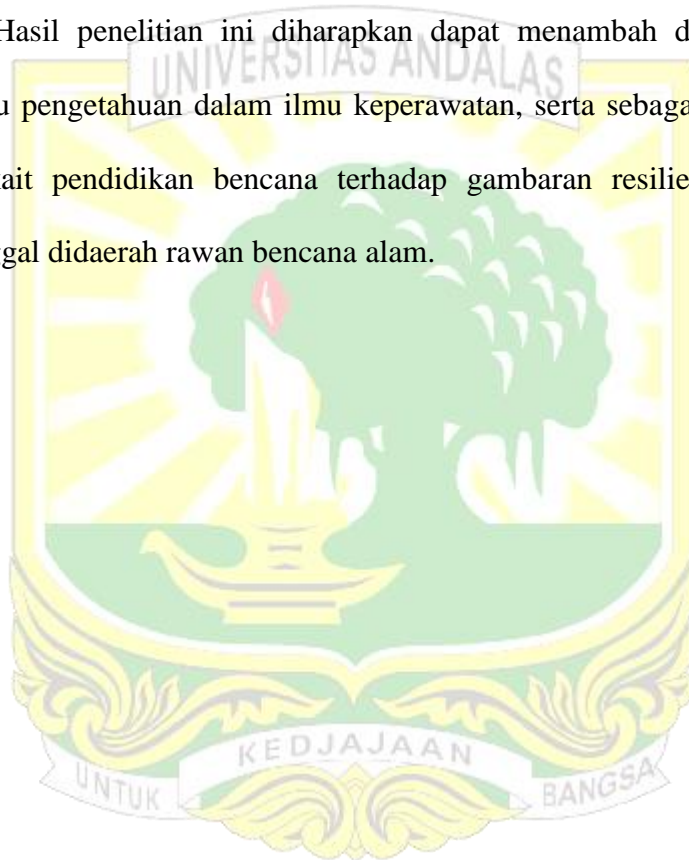 Hasil penelitian ini diharapkan dapat menambah d
UNIVERSITAS ANDALAS
u pengetahuan dalam ilmu keperawatan, serta sebaga
ait pendidikan bencana terhadap gambaran resilie
ggal didaerah rawan bencana alam.
UNTUK KEDJAJAAN BANGSA